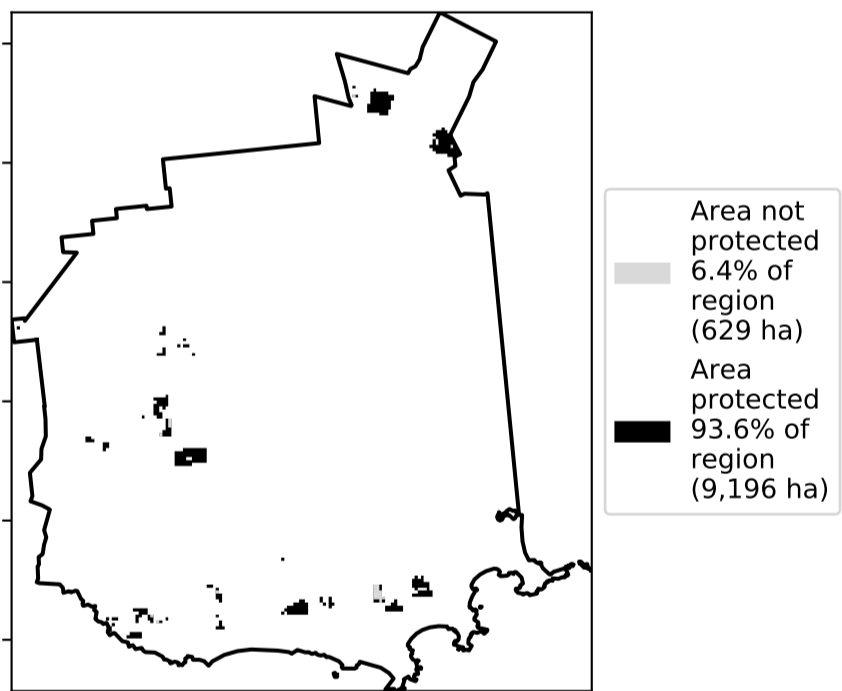 Area not
protected
6.4% of
region
(629 ha)
Area
protected
93.6% of
region
(9,196 ha)